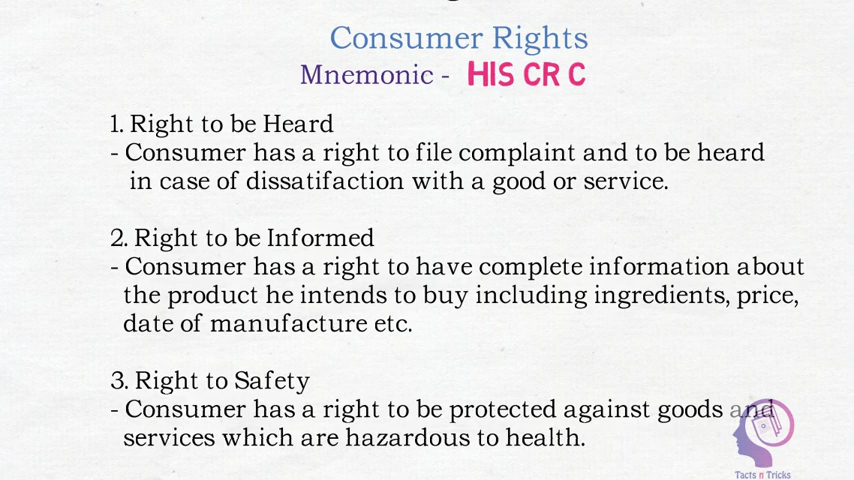 Consumer Rights
Mnemonic - HIS CR C
1. Right to be Heard
- Consumer has a right to file complaint and to be heard
in case of dissatifaction with a good or service.
2. Right to be Informed
- Consumer has a right to have complete information about
the product he intends to buy including ingredients, price,
date of manufacture etc.
3. Right to Safety
- Consumer has a right to be protected against goods and
services which are hazardous to health.
Tacts n Tricks